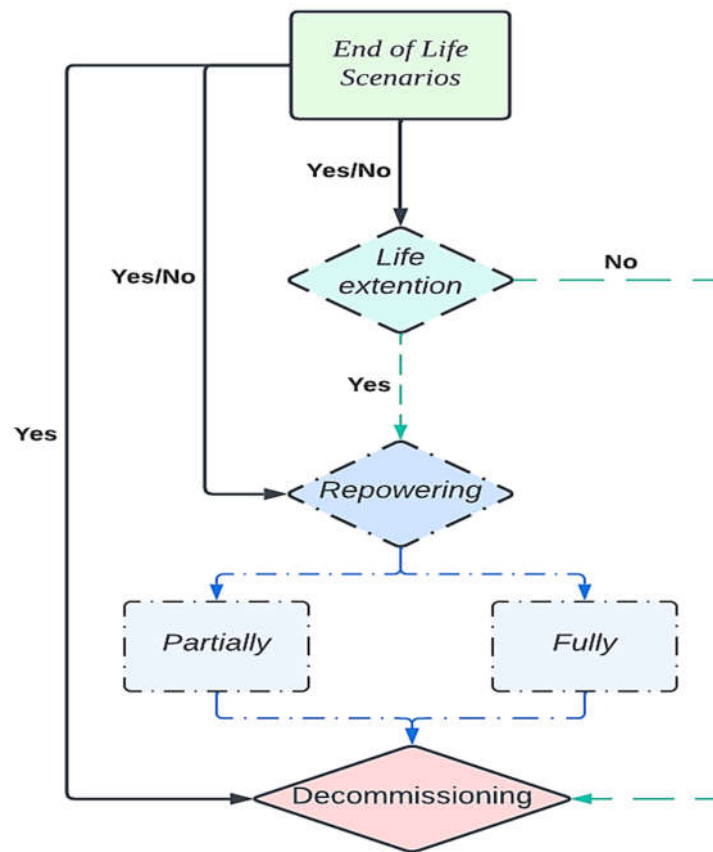 End of Life
Scenarios
Yes/No
Life
extention
No
Yes/No
Yes
Yes
Repowering
Partially
Fully
Decommissioning